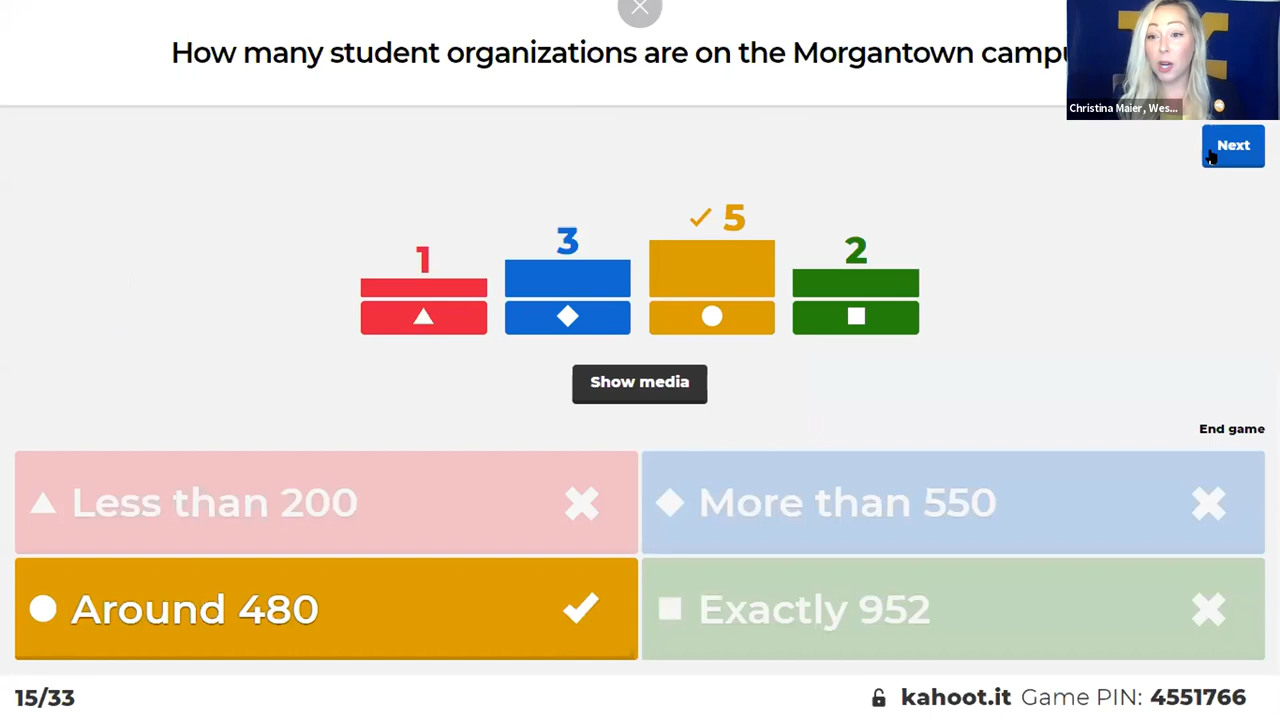 How many student organizations are on the Morgantown
Christina Maier, Wes...
Next
1
3
5
2
Show media
End game
Less than 200
More than 550
Around 480
Exactly 952
15/33
kahoot.it Game PIN: 4551766